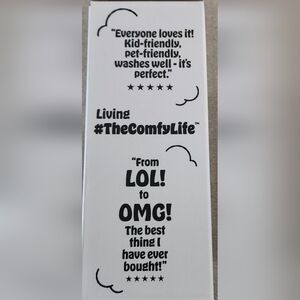 "Everyone loves it!
Kid-friendly,
pet-friendly,
washes well - it's
perfect."
★★★★★
Living
#TheComfyLife™
"From
LOL!
to
OMG!
The best
thing I
have ever
bought!"
★★★★★